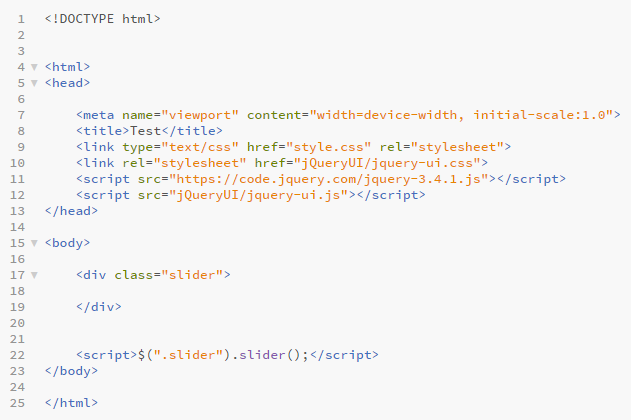 1 <!DOCTYPE html>
2
3
4 <html>
5 <head>
6
7 <meta name="viewport" content="width=device-width, initial-scale:1.0">
8 <title>Test</title>
9 <link type="text/css" href="style.css" rel="stylesheet">
10 <link rel="stylesheet" href="jQueryUI/jquery-ui.css">
11 <script src="https://code.jquery.com/jquery-3.4.1.js"></script>
12 <script src="jQueryUI/jquery-ui.js"></script>
13 </head>
14
15 <body>
16
17 <div class="slider">
18
19 </div>
20
21
22 <script>$(".slider").slider();</script>
23 </body>
24
25 </html>